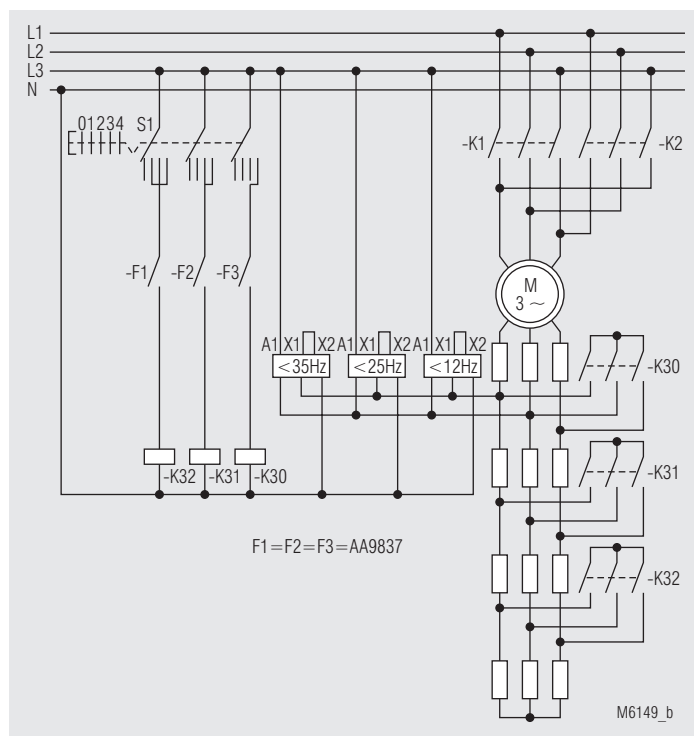 L1
L2
L3
N
01234 S1
-K1
-K2
-F1 -F2 -F3
M
3 ~
A1 X1 X2 A1 X1 X2 A1 X1 X2
<35Hz <25Hz <12Hz
-K30
-K32 -K31 -K30
-K31
F1=F2=F3=AA9837
-K32
M6149_b